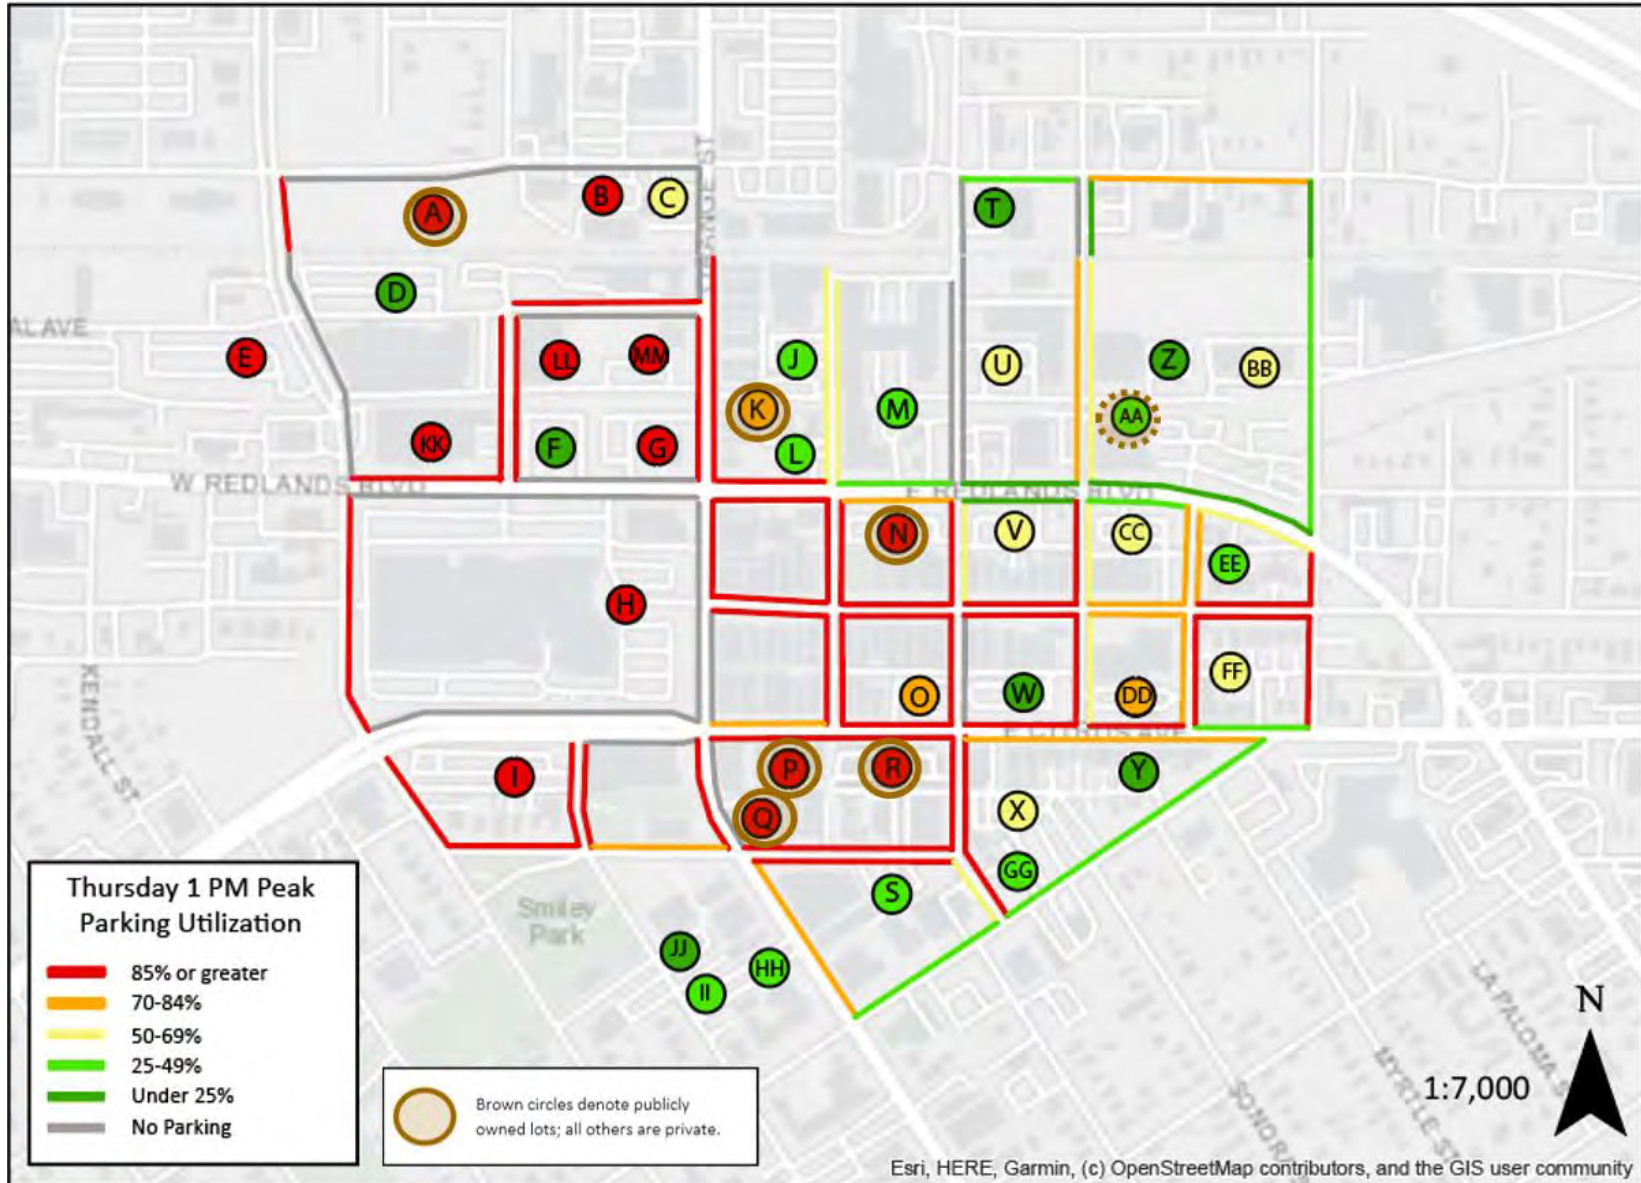 ANGE ST
A
B
C
T
D
AL AVE
E
LL
MM
J
U
Z
BB
K
M
AA
KK
F
G
L
W REDLANDS BLVD
E REDLANDS BLVD
N
V
CC
EE
H
FF
O
W
DD
E CITRUS AVE
KENDALL ST
I
P
R
Y
Q
X
GG
S
Smiley
Park
JJ
HH
II
LA PALOMA S
MYRTLE ST
SONORA
Thursday 1 PM Peak
Parking Utilization
85% or greater
70-84%
50-69%
25-49%
Under 25%
No Parking
Brown circles denote publicly
owned lots; all others are private.
N
1:7,000
Esri, HERE, Garmin, (c) OpenStreetMap contributors, and the GIS user community